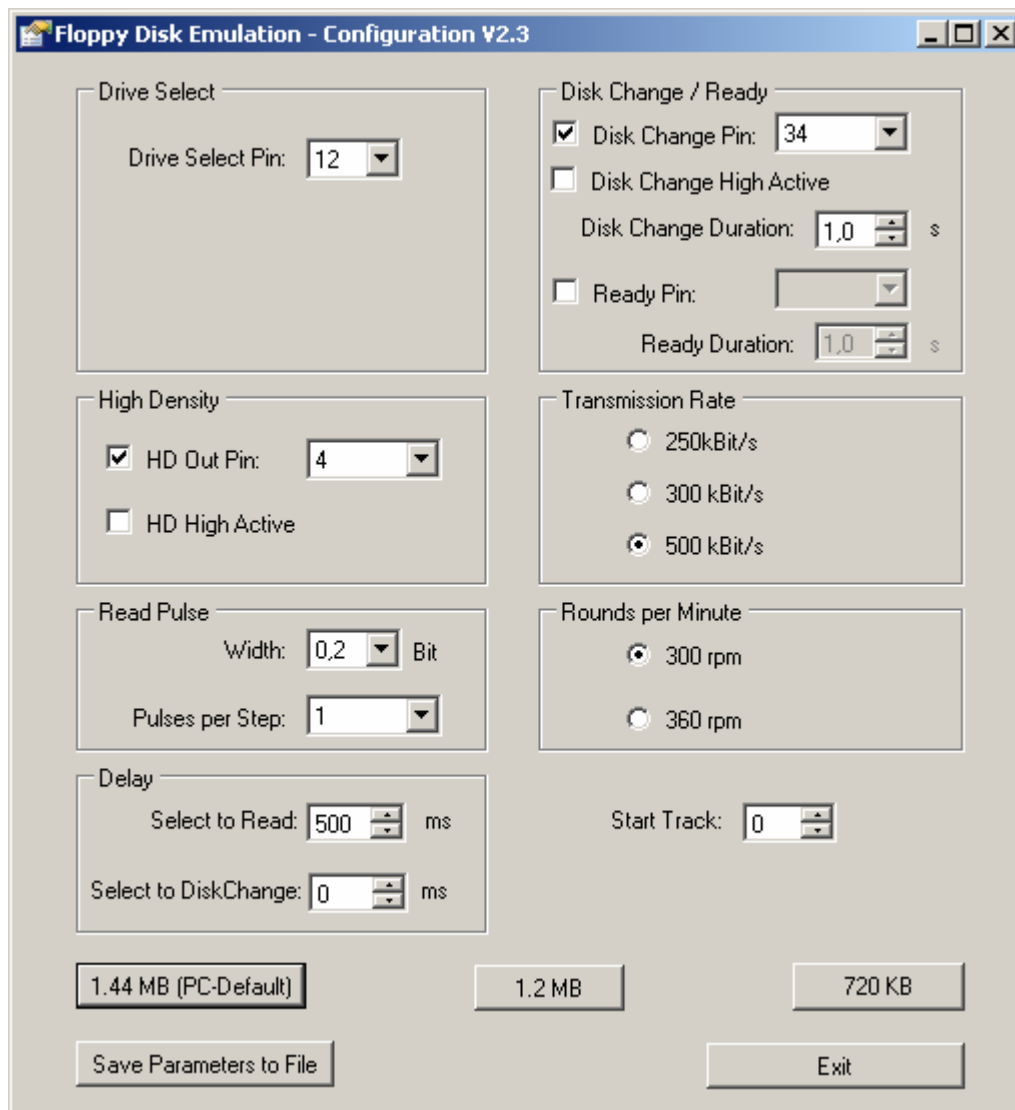 Floppy Disk Emulation - Configuration V2.3
Drive Select
Drive Select Pin: 12
Disk Change / Ready
Disk Change Pin: 34
Disk Change High Active
Disk Change Duration: 1,0 s
Ready Pin:
Ready Duration: 1,0 s
High Density
HD Out Pin: 4
HD High Active
Transmission Rate
250kBit/s
300 kBit/s
500 kBit/s
Read Pulse
Width: 0,2 Bit
Pulses per Step: 1
Rounds per Minute
300 rpm
360 rpm
Delay
Select to Read: 500 ms
Select to DiskChange: 0 ms
Start Track: 0
1.44 MB (PC-Default)
1.2 MB
720 KB
Save Parameters to File
Exit